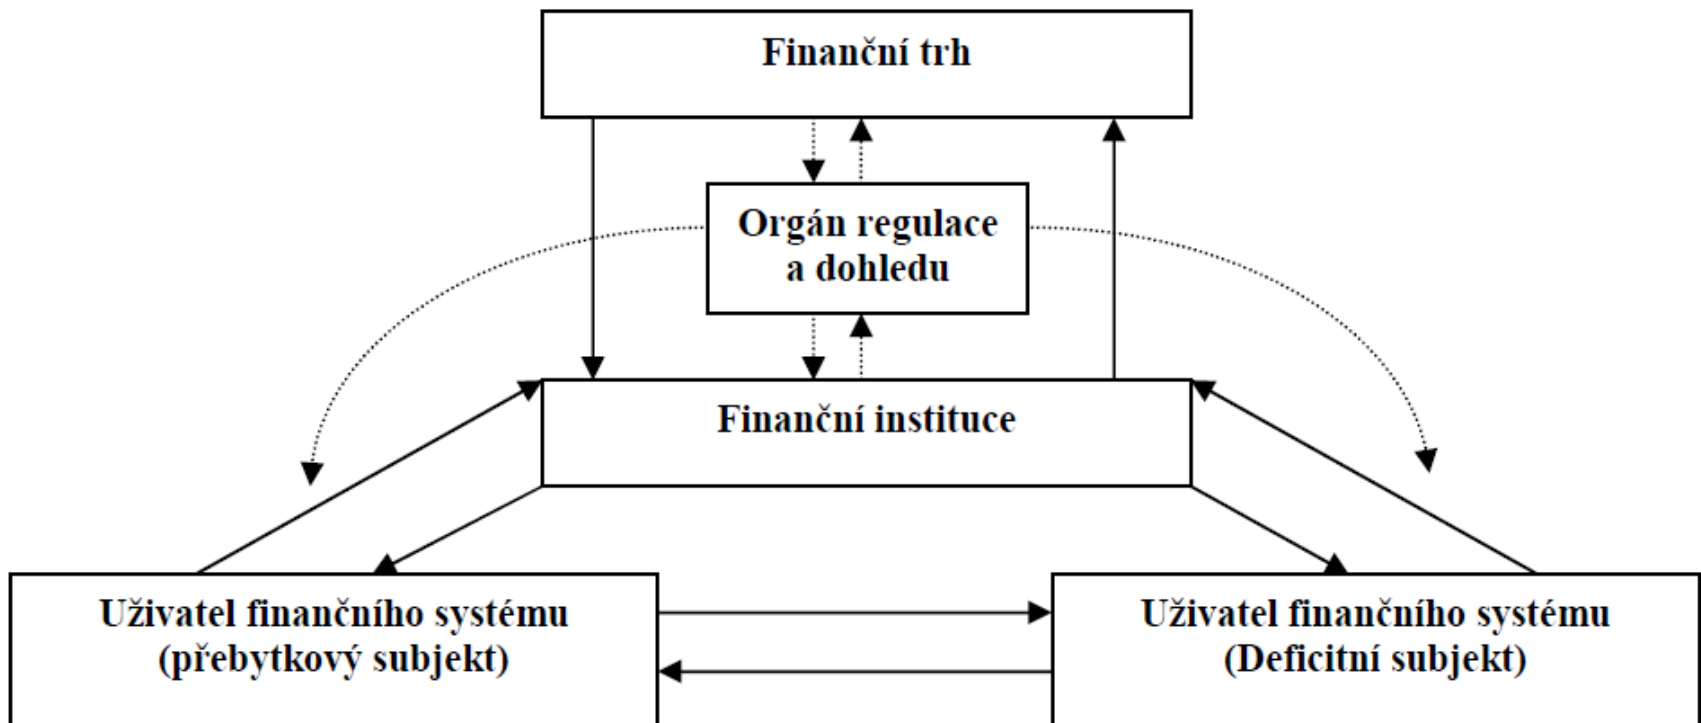 Finanční trh
Orgán regulace
a dohledu
Finanční instituce
Uživatel finančního systému
(přebytkový subjekt)
Uživatel finančního systému
(Deficitní subjekt)